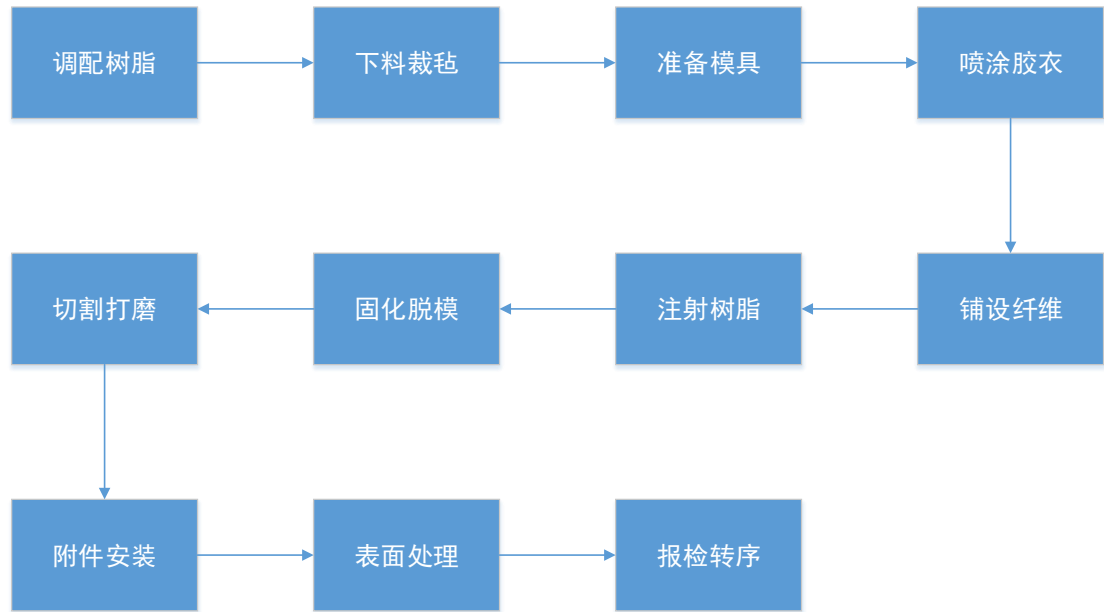 调配树脂
下料裁毡
准备模具
喷涂胶衣
铺设纤维
注射树脂
固化脱模
切割打磨
附件安装
表面处理
报检转序